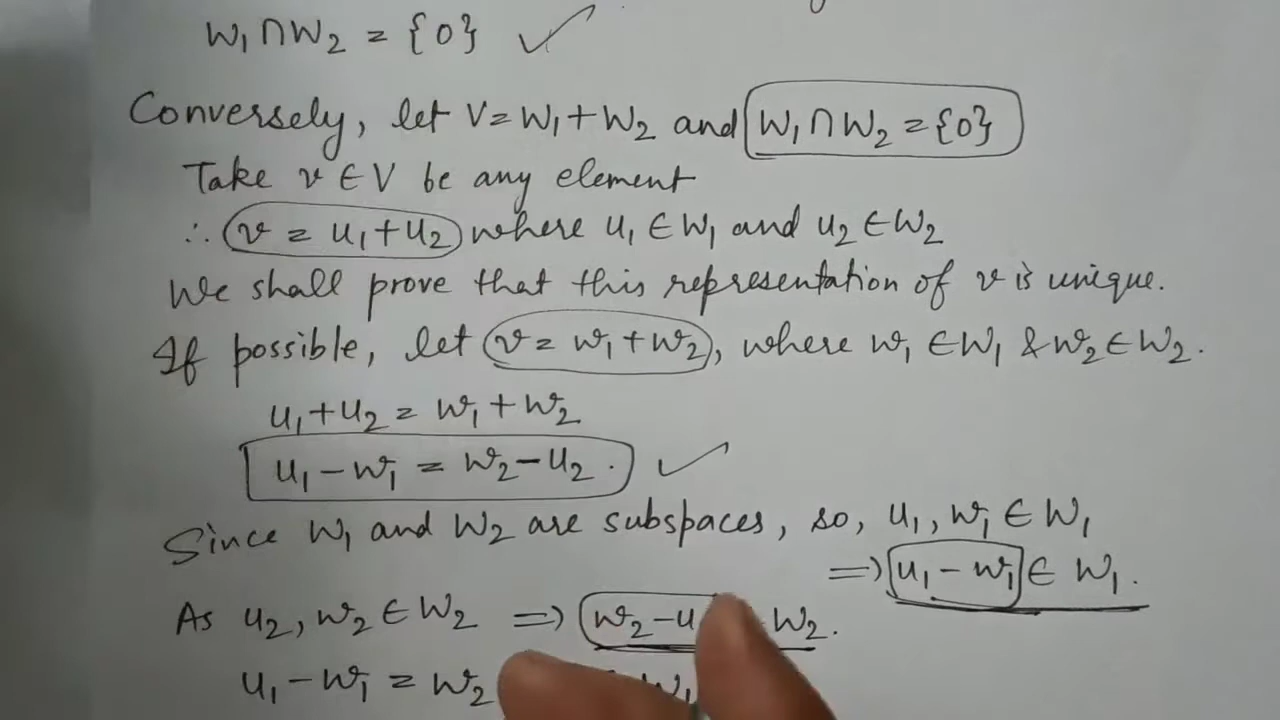 W₁ ∩ W₂ = {0} ✓
Conversely, let V = W₁ + W₂ and W₁ ∩ W₂ = {0}
Take v ∈ V be any element
∴ v = u₁ + u₂ where u₁ ∈ W₁ and u₂ ∈ W₂
We shall prove that this representation of v is unique.
If possible, let v = w₁ + w₂, where w₁ ∈ W₁ & w₂ ∈ W₂.
u₁ + u₂ = w₁ + w₂
u₁ - w₁ = w₂ - u₂. ✓
Since W₁ and W₂ are subspaces, so, u₁, w₁ ∈ W₁
⇒ u₁ - w₁ ∈ W₁.
As u₂, w₂ ∈ W₂ ⇒ w₂ - u W₂.
u₁ - w₁ = w₂ W₁